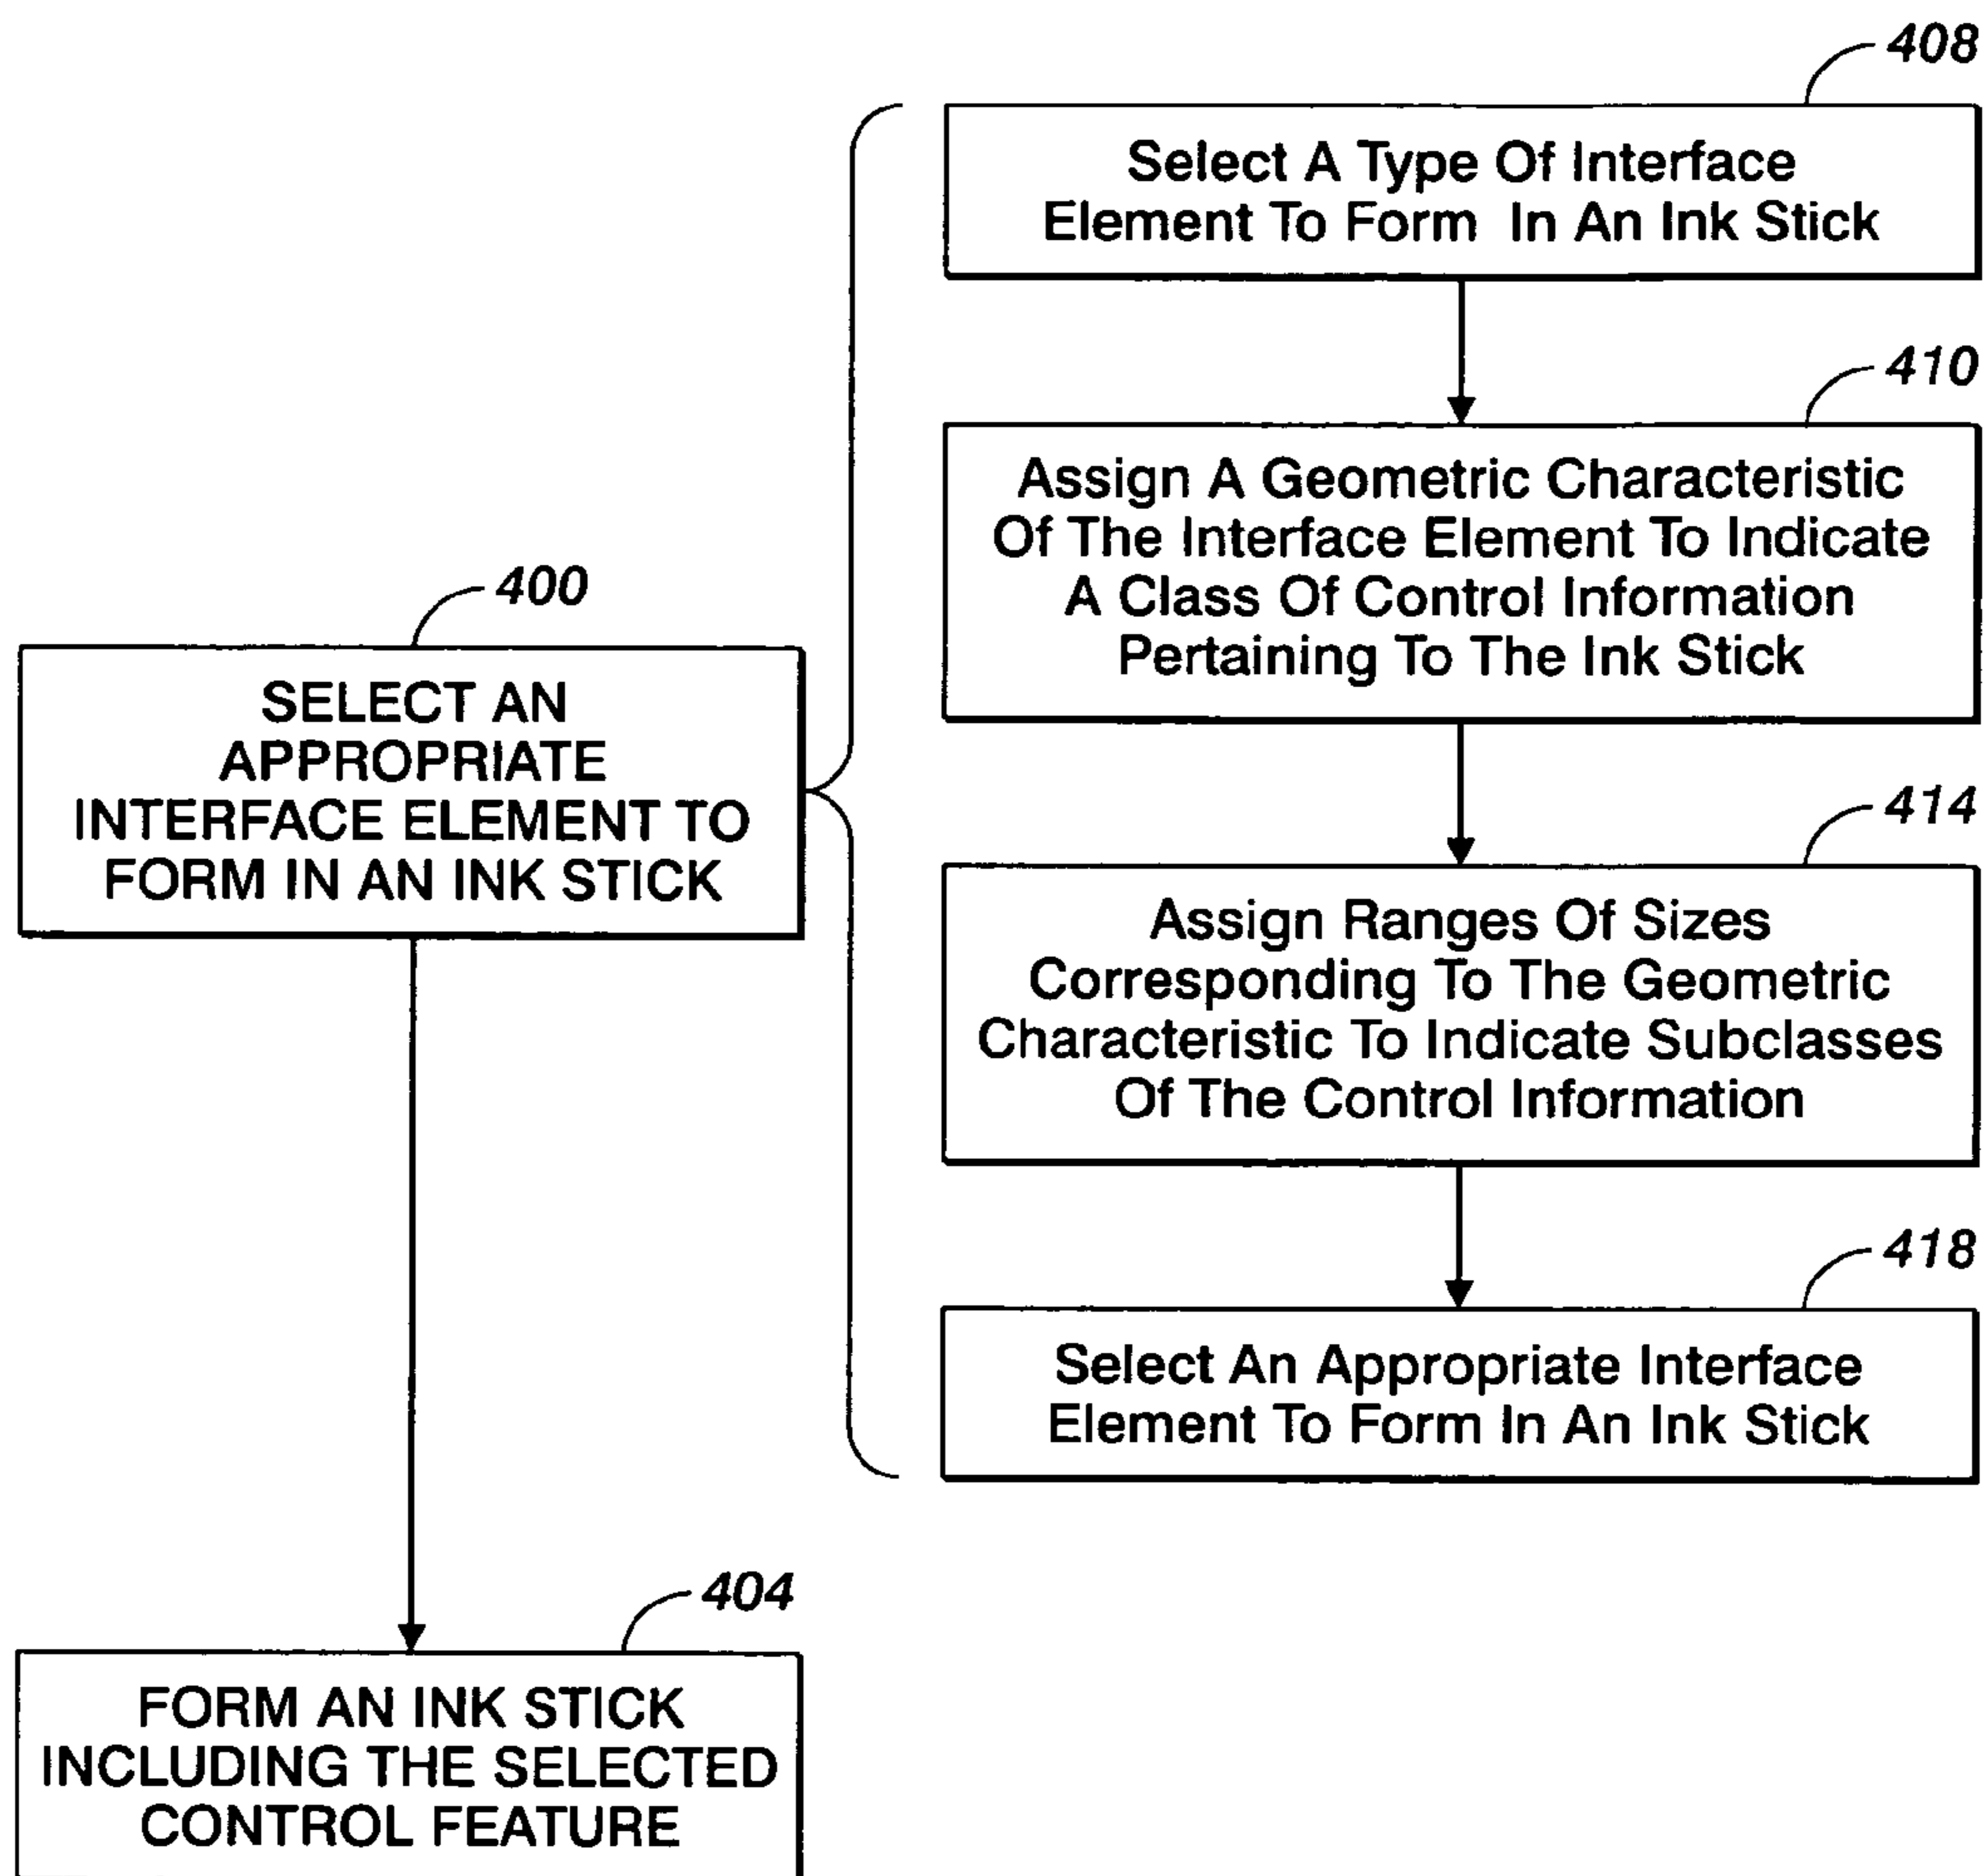 400
SELECT AN
APPROPRIATE
INTERFACE ELEMENT TO
FORM IN AN INK STICK
404
FORM AN INK STICK
INCLUDING THE SELECTED
CONTROL FEATURE
408
Select A Type Of Interface
Element To Form In An Ink Stick
410
Assign A Geometric Characteristic
Of The Interface Element To Indicate
A Class Of Control Information
Pertaining To The Ink Stick
414
Assign Ranges Of Sizes
Corresponding To The Geometric
Characteristic To Indicate Subclasses
Of The Control Information
418
Select An Appropriate Interface
Element To Form In An Ink Stick